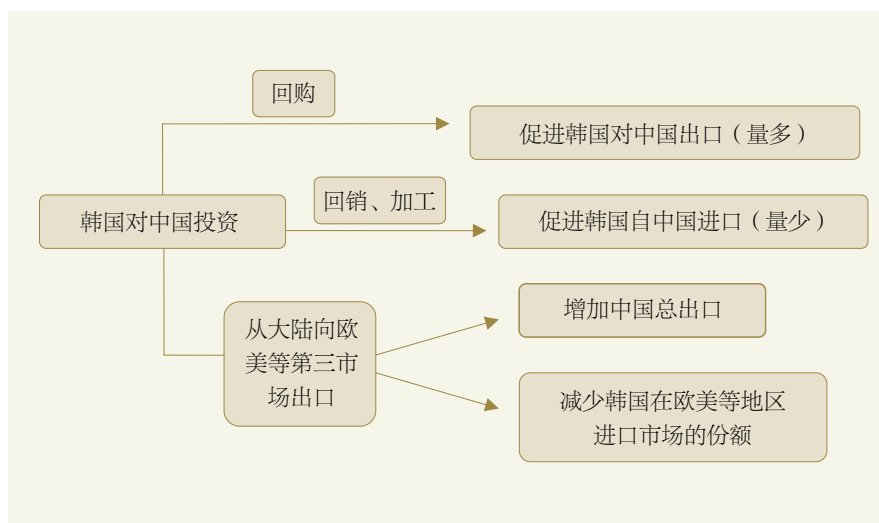 回购
促进韩国对中国出口（量多）
韩国对中国投资
回销、加工
促进韩国自中国进口（量少）
从大陆向欧
美等第三市
场出口
增加中国总出口
减少韩国在欧美等地区
进口市场的份额